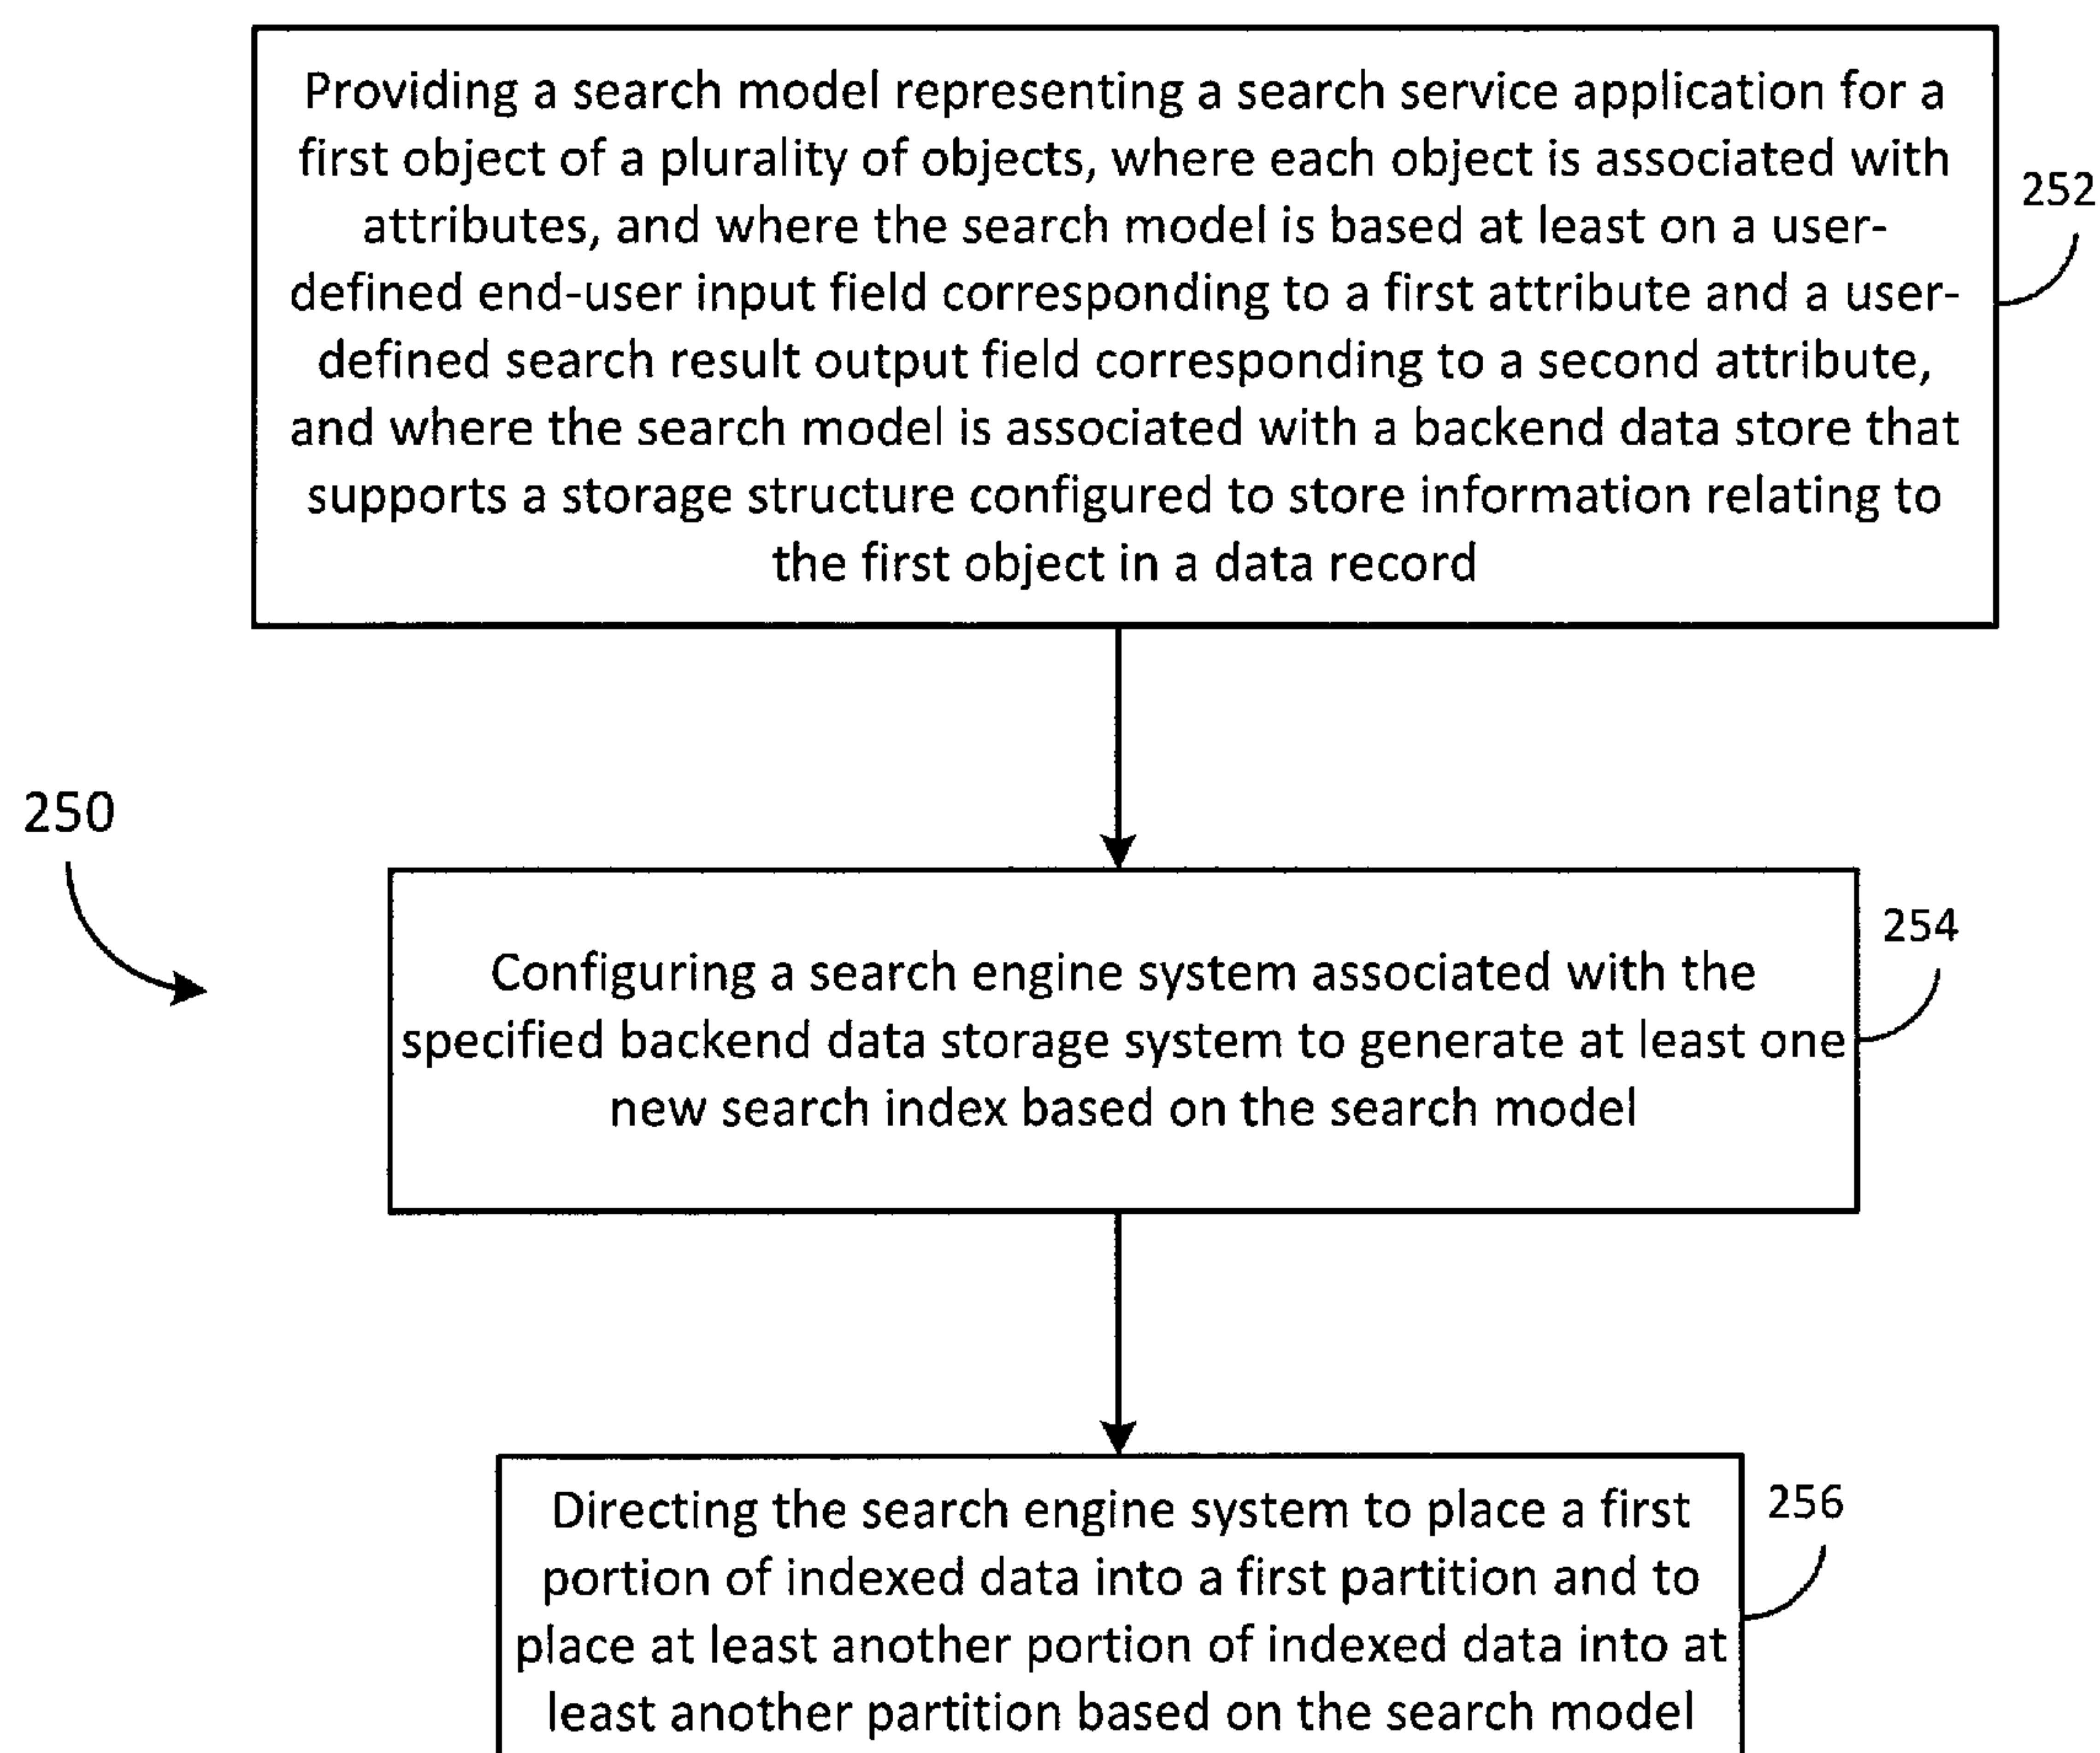 Providing a search model representing a search service application for a
first object of a plurality of objects, where each object is associated with
attributes, and where the search model is based at least on a user-
defined end-user input field corresponding to a first attribute and a user-
defined search result output field corresponding to a second attribute,
and where the search model is associated with a backend data store that
supports a storage structure configured to store information relating to
the first object in a data record
252
250
Configuring a search engine system associated with the
specified backend data storage system to generate at least one
new search index based on the search model
254
Directing the search engine system to place a first
portion of indexed data into a first partition and to
place at least another portion of indexed data into at
least another partition based on the search model
256